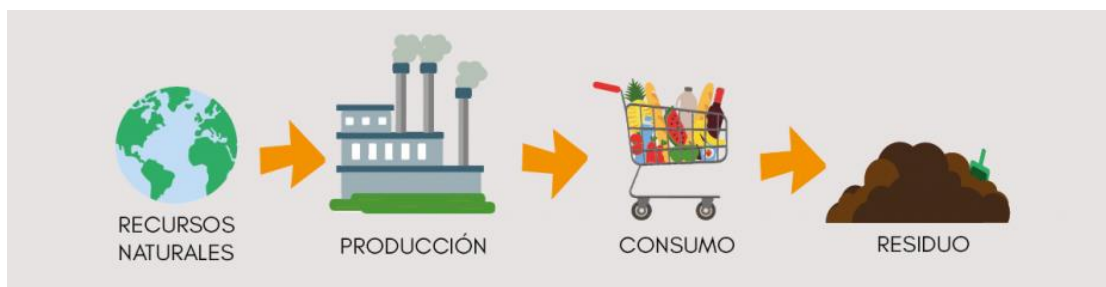 RECURSOS
NATURALES
PRODUCCIÓN
CONSUMO
RESIDUO